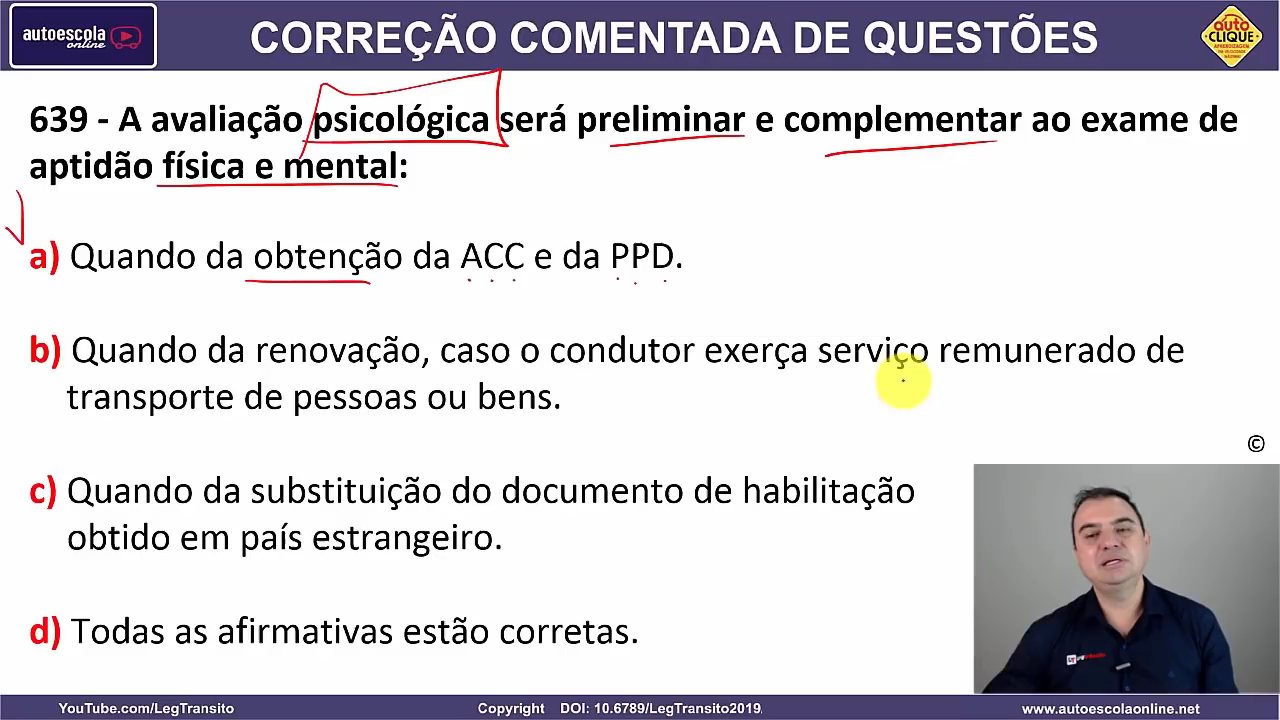 autoescola
online
CORREÇÃO COMENTADA DE QUESTÕES
auto
CLIQUE
639 - A avaliação psicológica será preliminar e complementar ao exame de
aptidão física e mental:
a) Quando da obtenção da ACC e da PPD.
b) Quando da renovação, caso o condutor exerça serviço remunerado de
transporte de pessoas ou bens.
©
c) Quando da substituição do documento de habilitação
obtido em país estrangeiro.
d) Todas as afirmativas estão corretas.
YouTube.com/LegTransito
Copyright DOI: 10.6789/LegTransito2019
www.autoescolaonline.net